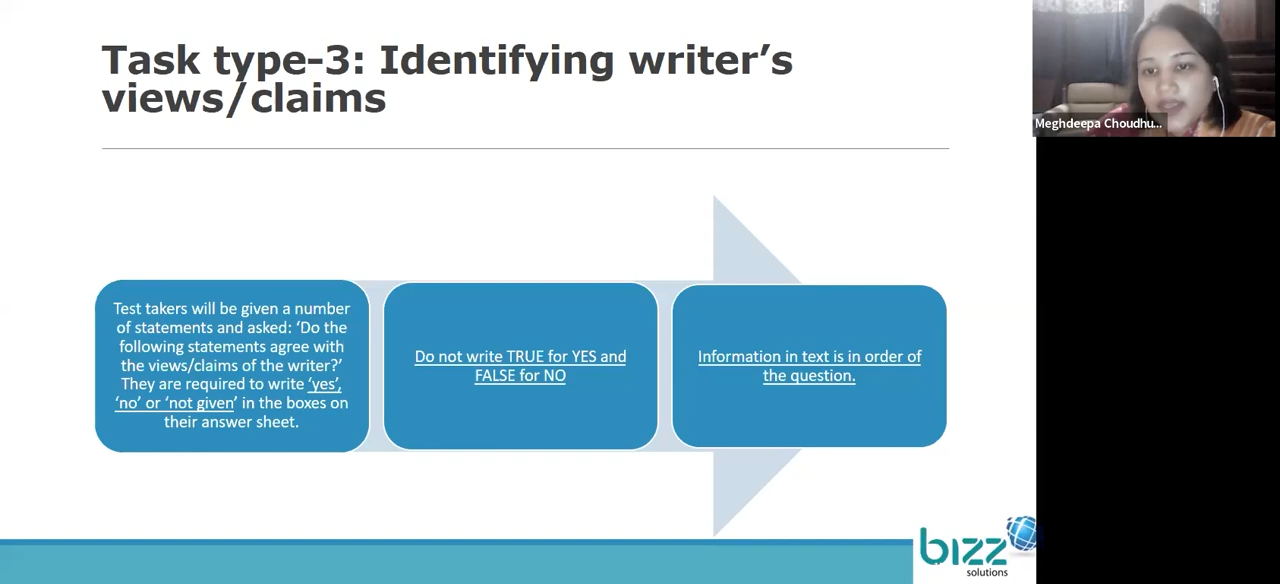 Task type-3: Identifying writer’s
views/claims
Meghdeepa Choudhu...
Test takers will be given a number
of statements and asked: ‘Do the
following statements agree with
the views/claims of the writer?’
They are required to write ‘yes’,
‘no’ or ‘not given’ in the boxes on
their answer sheet.
Do not write TRUE for YES and
FALSE for NO
Information in text is in order of
the question.
bizz
solutions